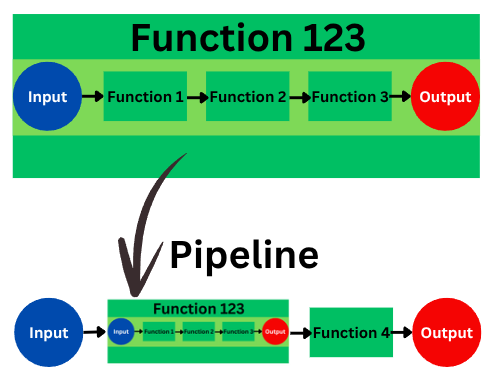 Function 123
Input Function 1 Function 2 Function 3 Output
Pipeline
Function 123
Input Input Function 1 Function 2 Function 3 Output Function 4 Output